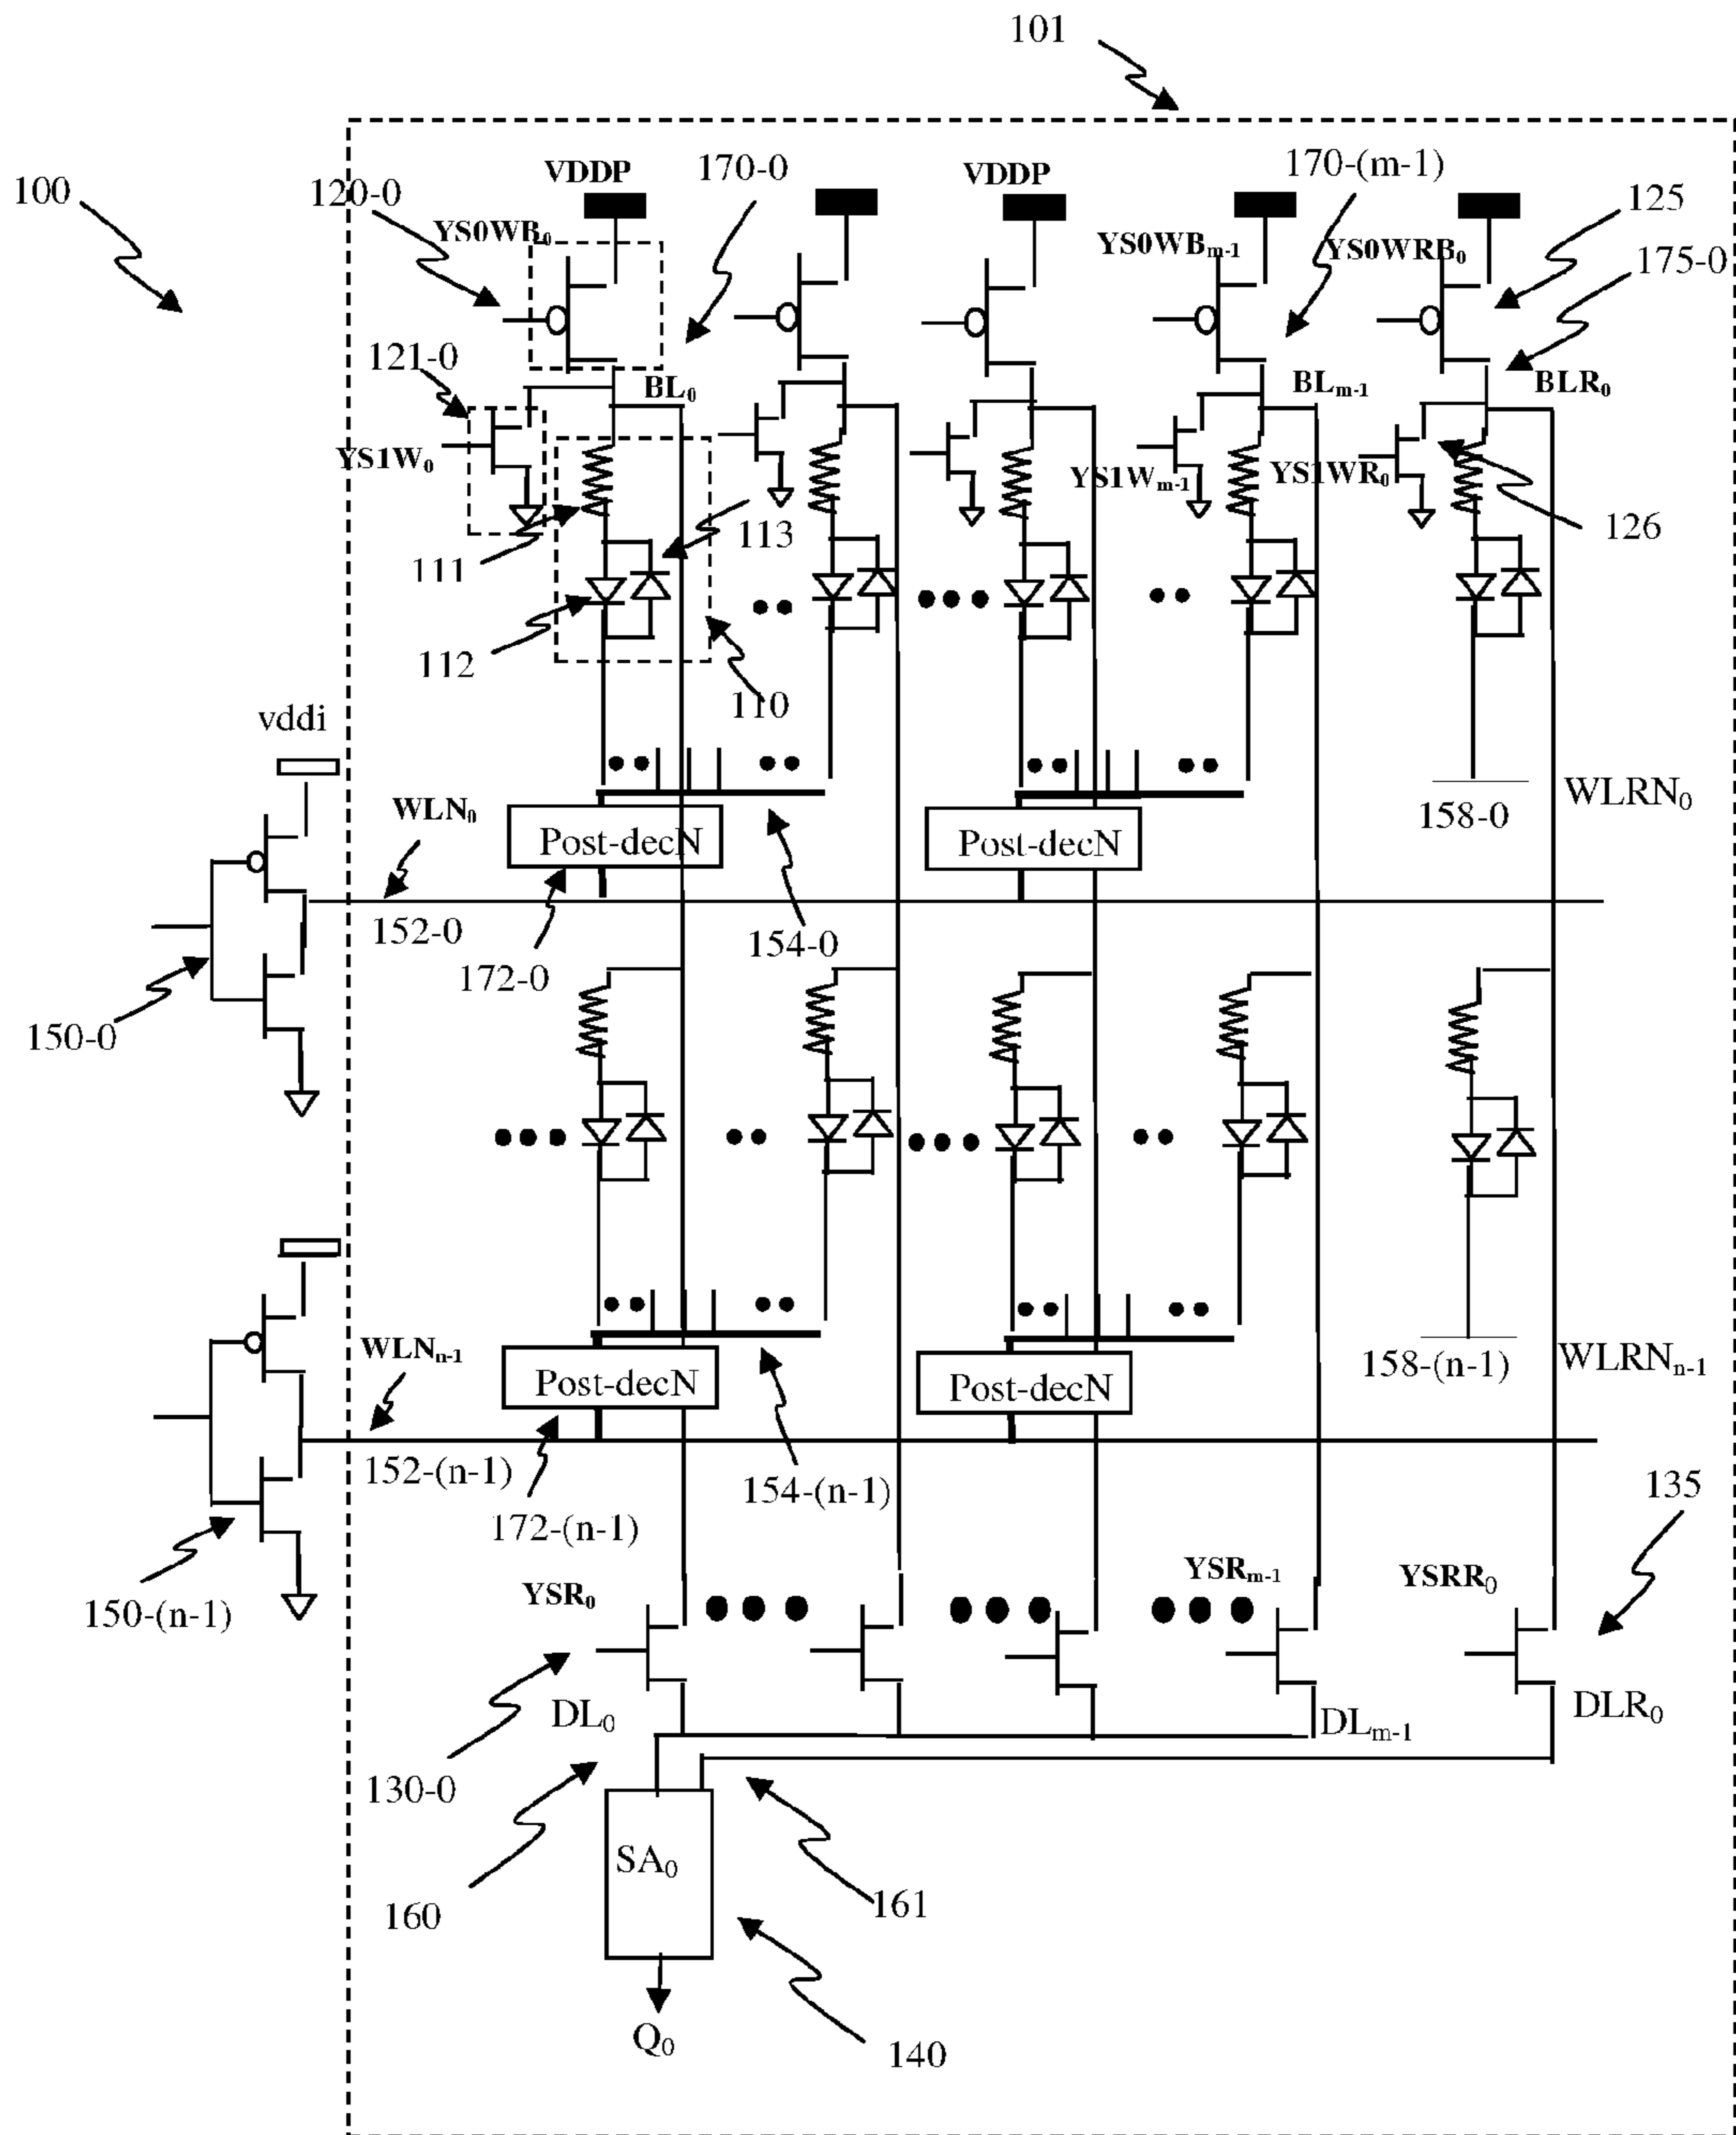 101
100
120-0
VDDP
170-0
VDDP
170-(m-1)
125
YS0WB₀
YS0WBₘ₋₁
YS0WRB₀
175-0
121-0
BL₀
BLₘ₋₁
BLR₀
YS1W₀
YS1Wₘ₋₁
YS1WR₀
111
113
126
112
110
vddi
WLN₀
Post-decN
Post-decN
158-0
WLRN₀
152-0
172-0
154-0
150-0
WLNₙ₋₁
Post-decN
Post-decN
158-(n-1)
WLRNₙ₋₁
152-(n-1)
154-(n-1)
172-(n-1)
135
150-(n-1)
YSR₀
YSRₘ₋₁
YSRR₀
DL₀
DLₘ₋₁
DLR₀
130-0
SA₀
160
161
Q₀
140